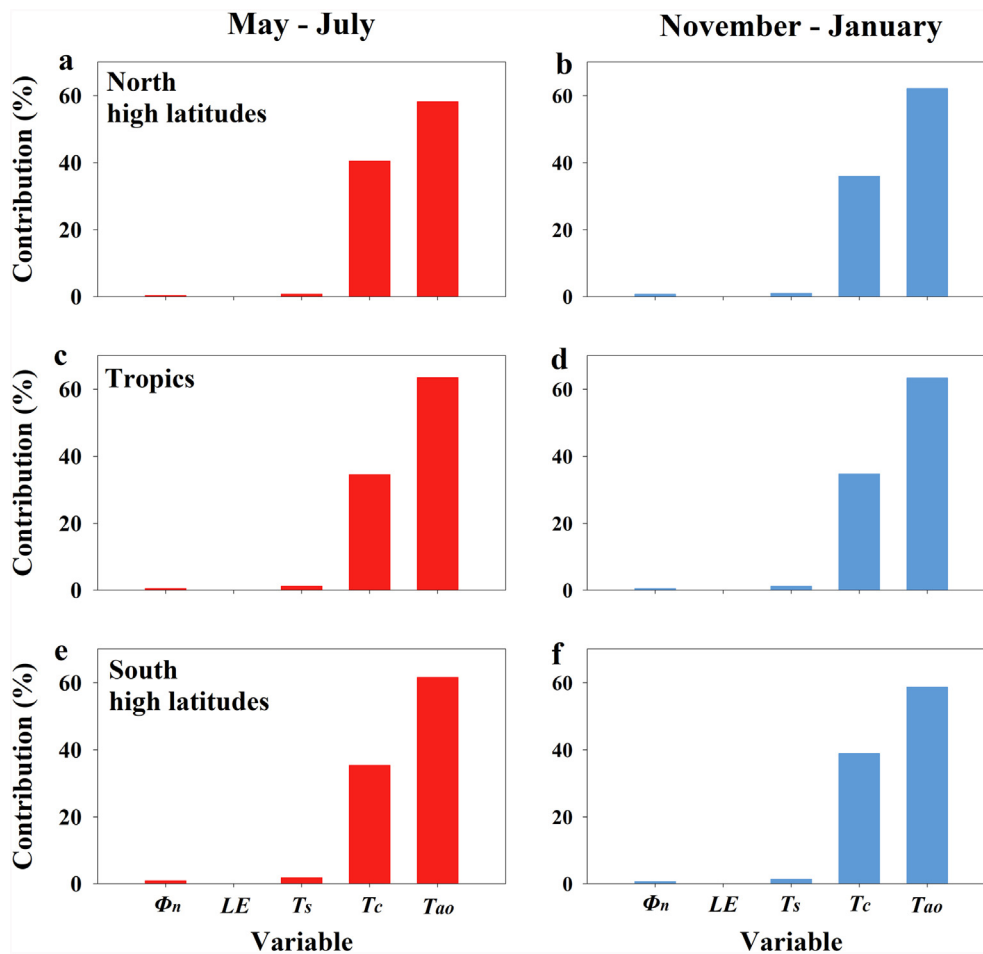 May - July
November - January
a
North
high latitudes
Contribution (%)
60
40
20
0
b
60
40
20
0
c
Tropics
Contribution (%)
60
40
20
0
d
60
40
20
0
e
South
high latitudes
Contribution (%)
60
40
20
0
Φn LE Ts Tc Tao
Variable
f
60
40
20
0
Φn LE Ts Tc Tao
Variable